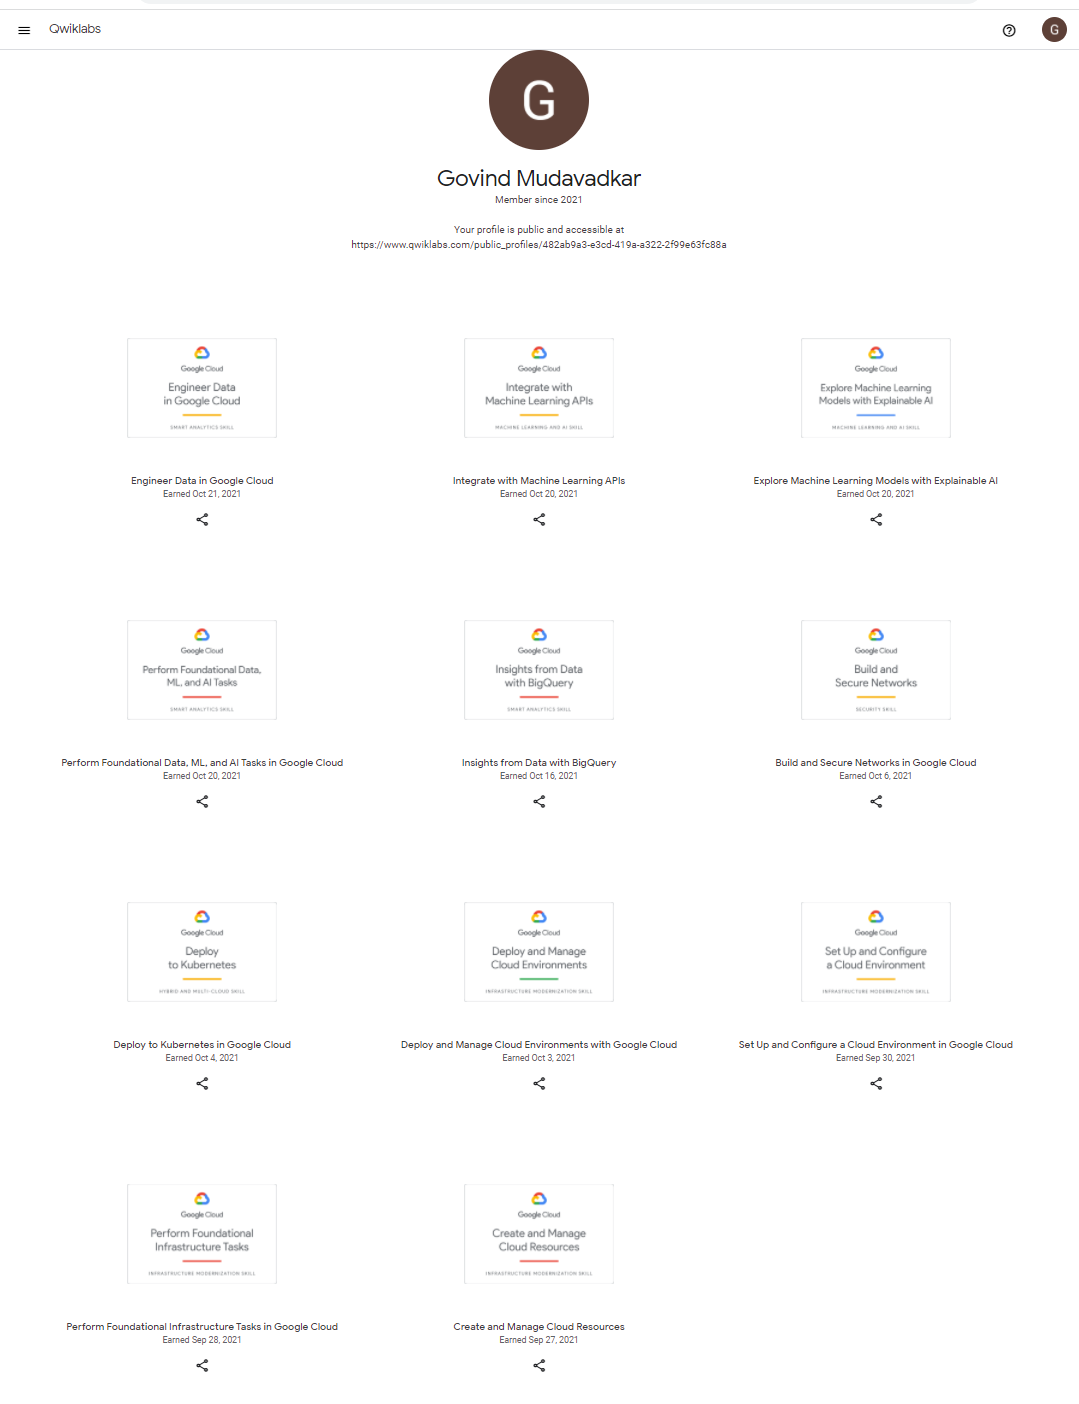 Qwiklabs
G
G
Govind Mudavadkar
Member since 2021
Your profile is public and accessible at
https://www.qwiklabs.com/public_profiles/482ab9a3-e3cd-419a-a322-2f99e63fc88a
Google Cloud
Engineer Data
in Google Cloud
SMART ANALYTICS SKILL
Engineer Data in Google Cloud
Earned Oct 21, 2021
Google Cloud
Integrate with
Machine Learning APIs
MACHINE LEARNING AND AI SKILL
Integrate with Machine Learning APIs
Earned Oct 20, 2021
Google Cloud
Explore Machine Learning
Models with Explainable AI
MACHINE LEARNING AND AI SKILL
Explore Machine Learning Models with Explainable AI
Earned Oct 20, 2021
Google Cloud
Perform Foundational Data,
ML, and AI Tasks
SMART ANALYTICS SKILL
Perform Foundational Data, ML, and AI Tasks in Google Cloud
Earned Oct 20, 2021
Google Cloud
Insights from Data
with BigQuery
SMART ANALYTICS SKILL
Insights from Data with BigQuery
Earned Oct 16, 2021
Google Cloud
Build and
Secure Networks
SECURITY SKILL
Build and Secure Networks in Google Cloud
Earned Oct 6, 2021
Google Cloud
Deploy
to Kubernetes
HYBRID AND MULTI-CLOUD SKILL
Deploy to Kubernetes in Google Cloud
Earned Oct 4, 2021
Google Cloud
Deploy and Manage
Cloud Environments
INFRASTRUCTURE MODERNIZATION SKILL
Deploy and Manage Cloud Environments with Google Cloud
Earned Oct 3, 2021
Google Cloud
Set Up and Configure
a Cloud Environment
INFRASTRUCTURE MODERNIZATION SKILL
Set Up and Configure a Cloud Environment in Google Cloud
Earned Sep 30, 2021
Google Cloud
Perform Foundational
Infrastructure Tasks
INFRASTRUCTURE MODERNIZATION SKILL
Perform Foundational Infrastructure Tasks in Google Cloud
Earned Sep 28, 2021
Google Cloud
Create and Manage
Cloud Resources
INFRASTRUCTURE MODERNIZATION SKILL
Create and Manage Cloud Resources
Earned Sep 27, 2021